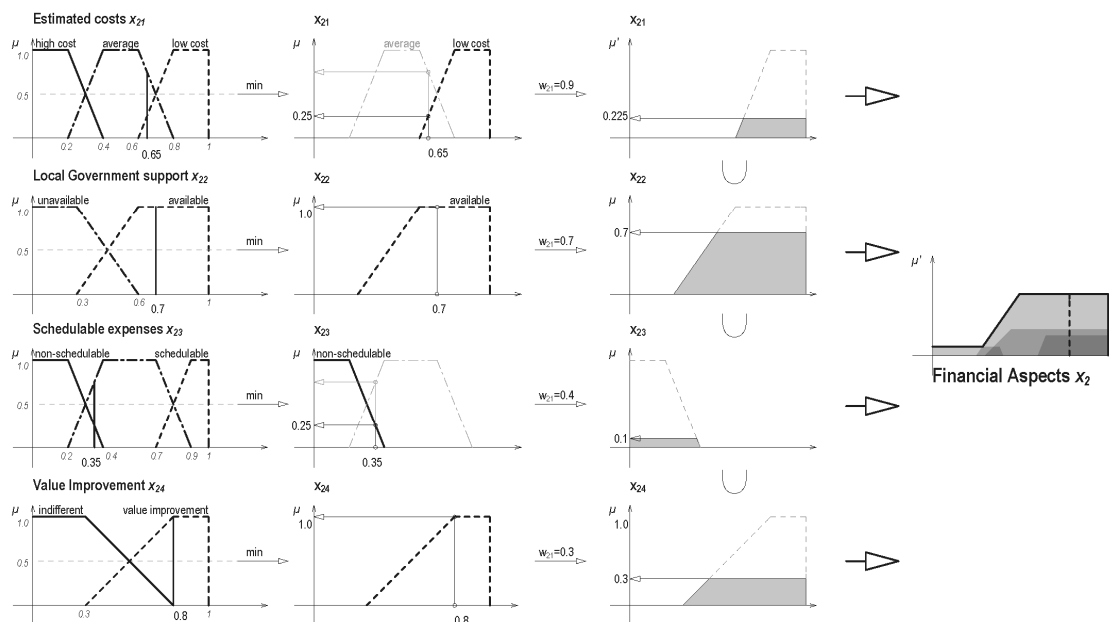 Estimated costs x21
μ
high cost
average
low cost
1.0
0.5
0.2
0.4
0.6
0.65
0.8
1
min
x21
μ
average
low cost
0.25
0.65
w21=0.9
x21
μ'
0.225
Local Government support x22
μ
unavailable
available
1.0
0.5
0.3
0.6
0.7
1
min
x22
μ
available
1.0
0.7
w21=0.7
x22
μ
0.7
Schedulable expenses x23
μ
non-schedulable
schedulable
1.0
0.5
0.2
0.35
0.4
0.7
0.9
1
min
x23
μ
non-schedulable
0.25
0.35
w21=0.4
x23
μ
0.1
Value Improvement x24
μ
indifferent
value improvement
1.0
0.5
0.3
0.8
1
min
x24
μ
1.0
0.8
w21=0.3
x24
μ
1.0
0.3
μ'
Financial Aspects x2